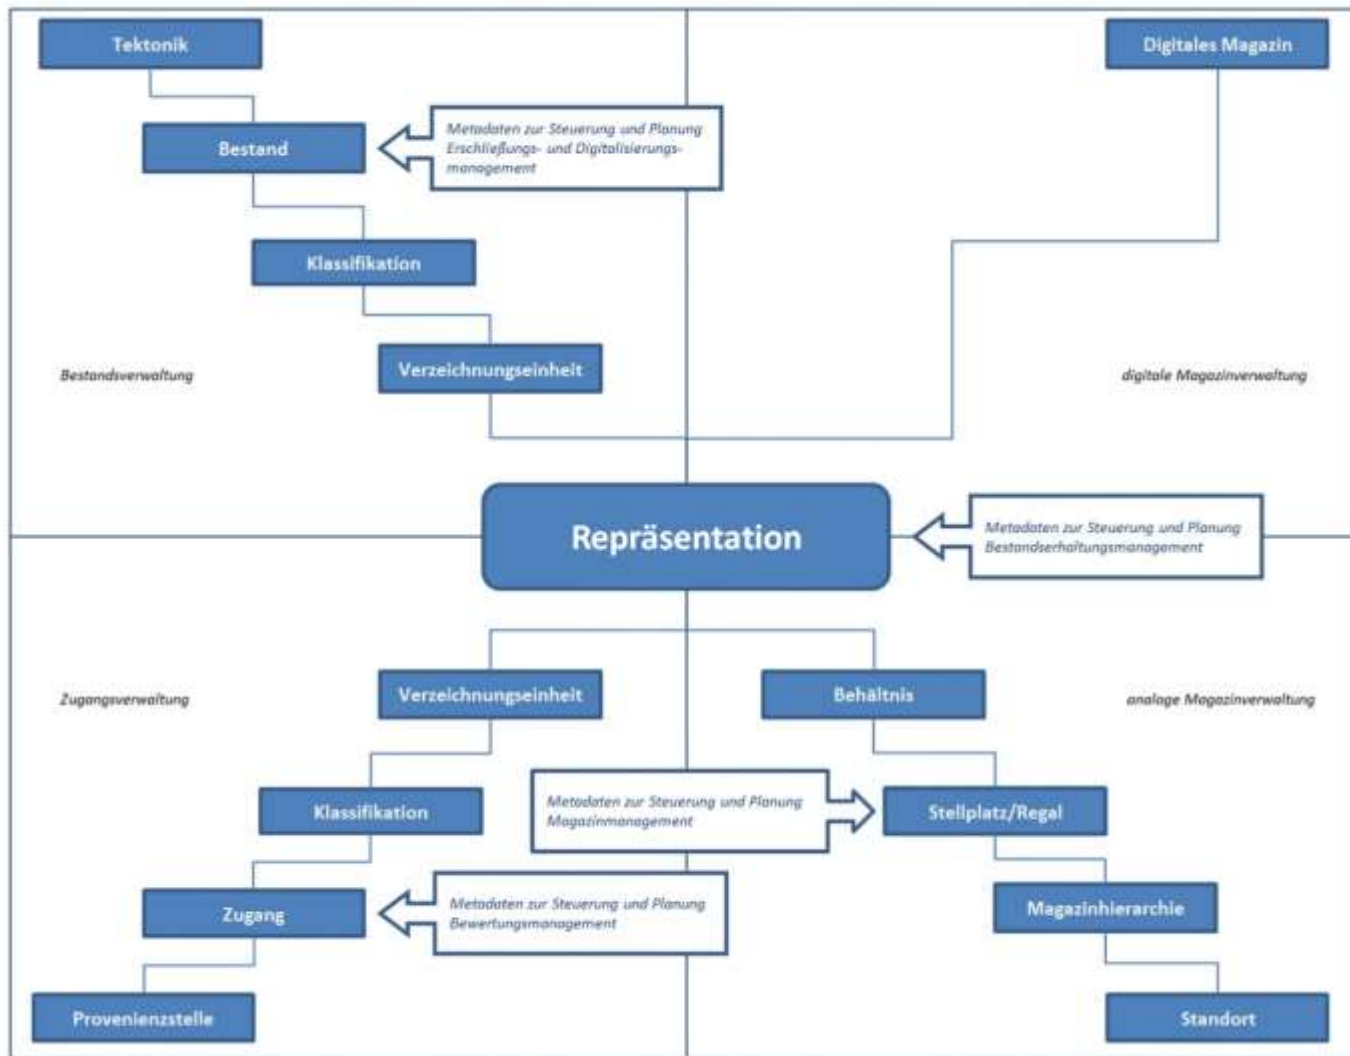 Tektonik
Digitales Magazin
Metadaten zur Steuerung und Planung
Erschließungs- und Digitalisierungs-
management
Bestand
Klassifikation
Verzeichnungseinheit
Bestandsverwaltung
digitale Magazinverwaltung
Repräsentation
Metadaten zur Steuerung und Planung
Bestandserhaltungsmanagement
Zugangsverwaltung
Verzeichnungseinheit
Behältnis
analoge Magazinverwaltung
Klassifikation
Metadaten zur Steuerung und Planung
Magazinmanagement
Stellplatz/Regal
Zugang
Metadaten zur Steuerung und Planung
Bewertungsmanagement
Magazinhierarchie
Provenienzstelle
Standort